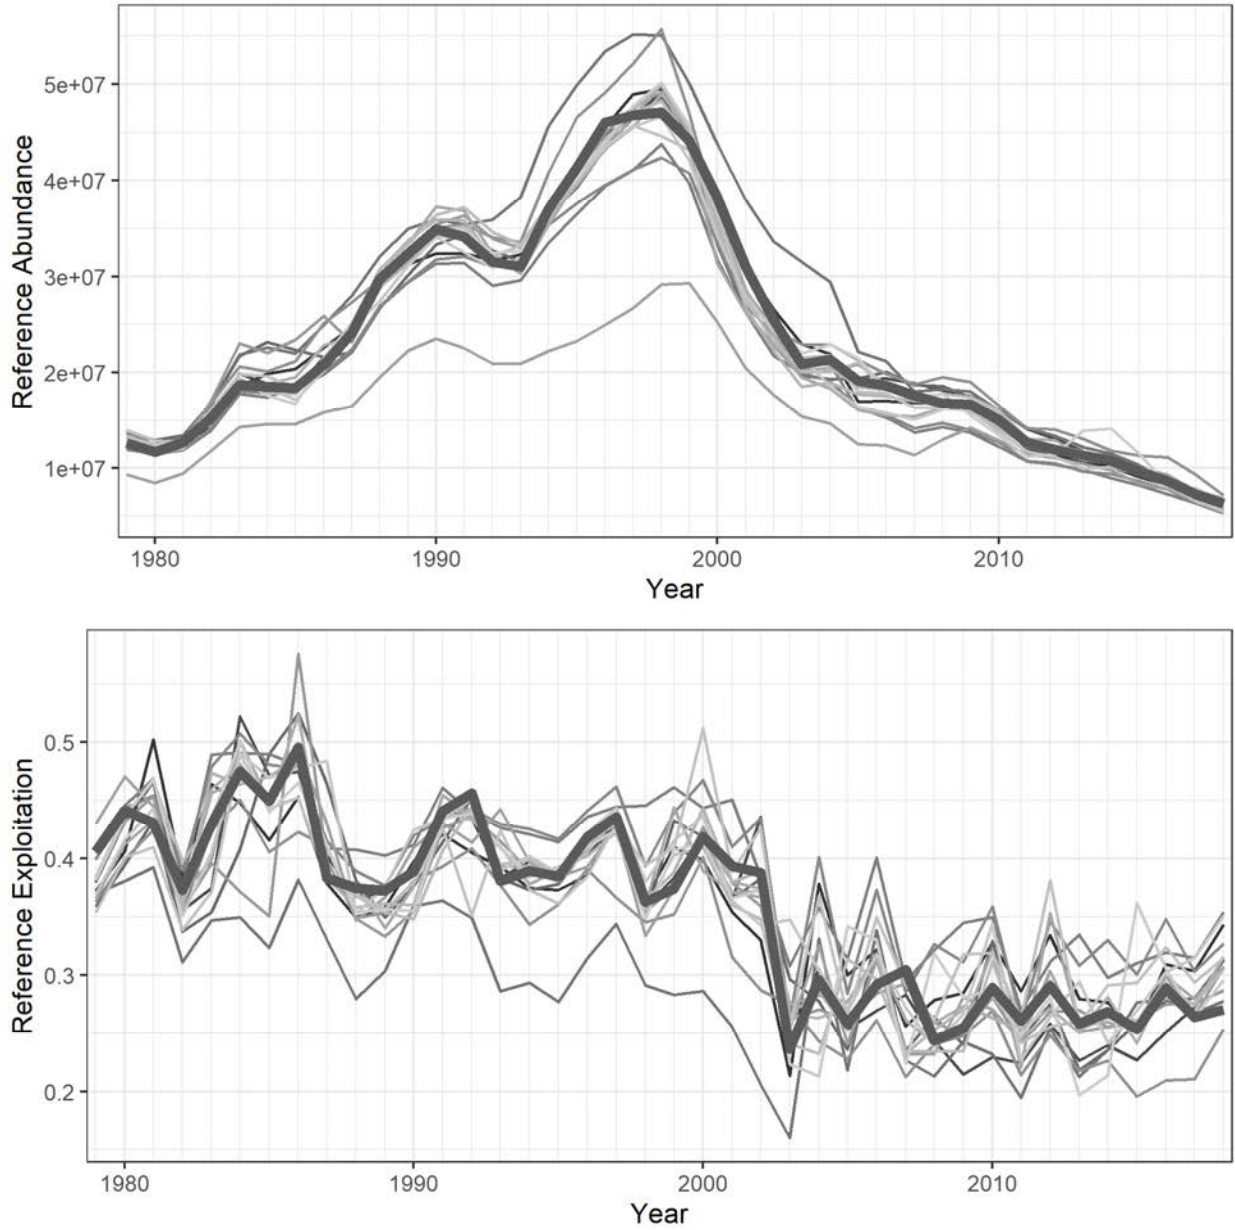 Reference Abundance
5e+07
4e+07
3e+07
2e+07
1e+07
1980 1990 2000 2010
Year
Reference Exploitation
0.5
0.4
0.3
0.2
1980 1990 2000 2010
Year